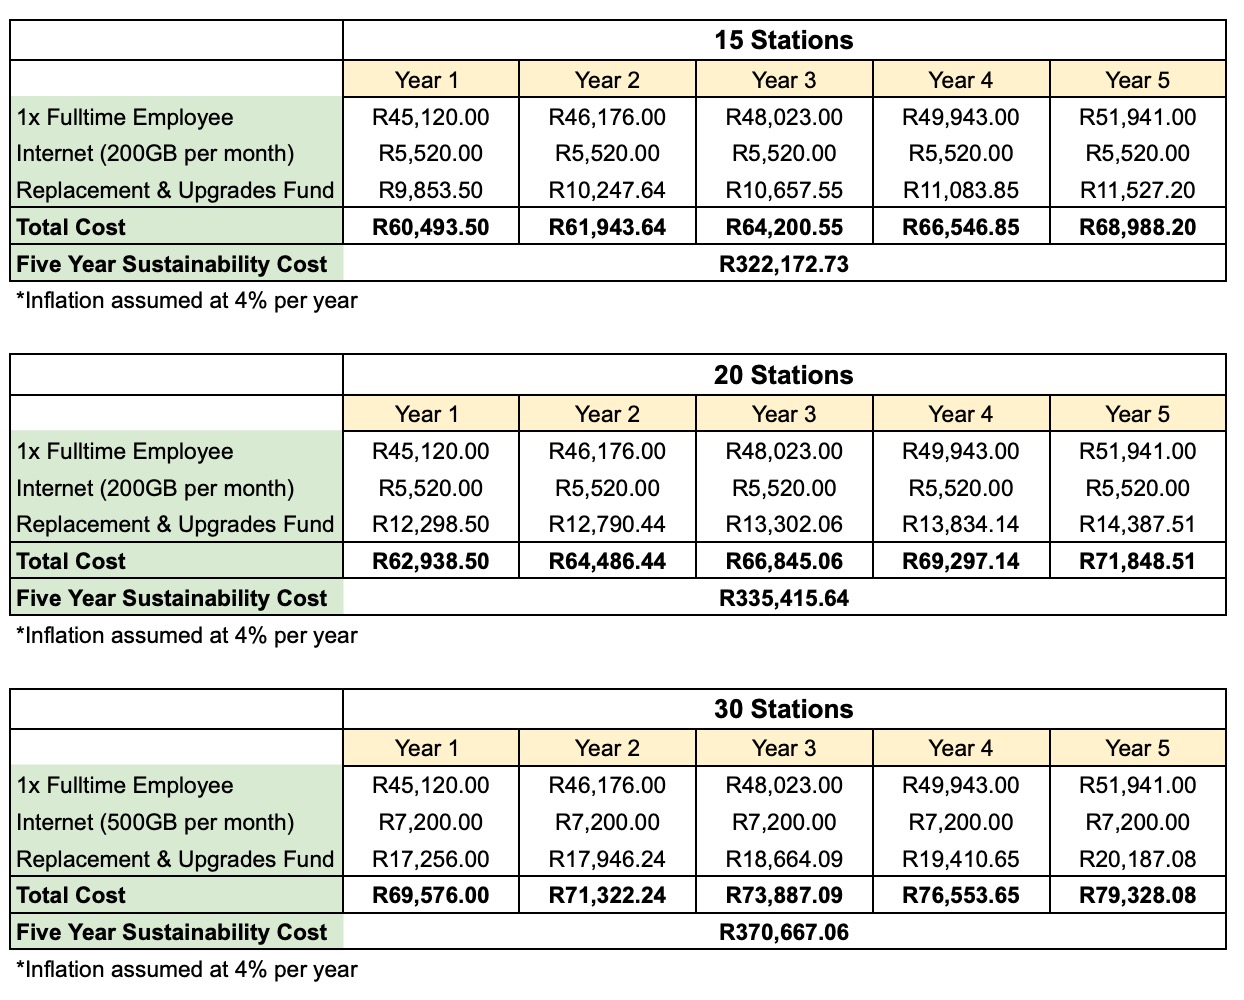 15 Stations
Year 1 Year 2 Year 3 Year 4 Year 5
1x Fulltime Employee R45,120.00 R46,176.00 R48,023.00 R49,943.00 R51,941.00
Internet (200GB per month) R5,520.00 R5,520.00 R5,520.00 R5,520.00 R5,520.00
Replacement & Upgrades Fund R9,853.50 R10,247.64 R10,657.55 R11,083.85 R11,527.20
Total Cost R60,493.50 R61,943.64 R64,200.55 R66,546.85 R68,988.20
Five Year Sustainability Cost R322,172.73
*Inflation assumed at 4% per year
20 Stations
Year 1 Year 2 Year 3 Year 4 Year 5
1x Fulltime Employee R45,120.00 R46,176.00 R48,023.00 R49,943.00 R51,941.00
Internet (200GB per month) R5,520.00 R5,520.00 R5,520.00 R5,520.00 R5,520.00
Replacement & Upgrades Fund R12,298.50 R12,790.44 R13,302.06 R13,834.14 R14,387.51
Total Cost R62,938.50 R64,486.44 R66,845.06 R69,297.14 R71,848.51
Five Year Sustainability Cost R335,415.64
*Inflation assumed at 4% per year
30 Stations
Year 1 Year 2 Year 3 Year 4 Year 5
1x Fulltime Employee R45,120.00 R46,176.00 R48,023.00 R49,943.00 R51,941.00
Internet (500GB per month) R7,200.00 R7,200.00 R7,200.00 R7,200.00 R7,200.00
Replacement & Upgrades Fund R17,256.00 R17,946.24 R18,664.09 R19,410.65 R20,187.08
Total Cost R69,576.00 R71,322.24 R73,887.09 R76,553.65 R79,328.08
Five Year Sustainability Cost R370,667.06
*Inflation assumed at 4% per year